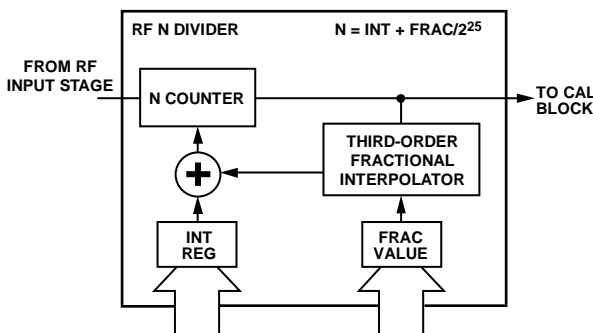 RF N DIVIDER
N = INT + FRAC/2²⁵
FROM RF
INPUT STAGE
N COUNTER
TO CAL
BLOCK
THIRD-ORDER
FRACTIONAL
INTERPOLATOR
+
INT
REG
FRAC
VALUE